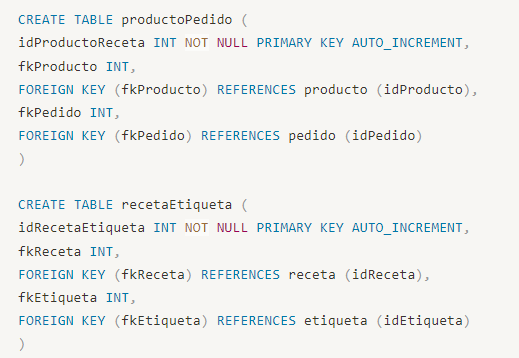 CREATE TABLE productoPedido (
idProductoReceta INT NOT NULL PRIMARY KEY AUTO_INCREMENT,
fkProducto INT,
FOREIGN KEY (fkProducto) REFERENCES producto (idProducto),
fkPedido INT,
FOREIGN KEY (fkPedido) REFERENCES pedido (idPedido)
)
CREATE TABLE recetaEtiqueta (
idRecetaEtiqueta INT NOT NULL PRIMARY KEY AUTO_INCREMENT,
fkReceta INT,
FOREIGN KEY (fkReceta) REFERENCES receta (idReceta),
fkEtiqueta INT,
FOREIGN KEY (fkEtiqueta) REFERENCES etiqueta (idEtiqueta)
)